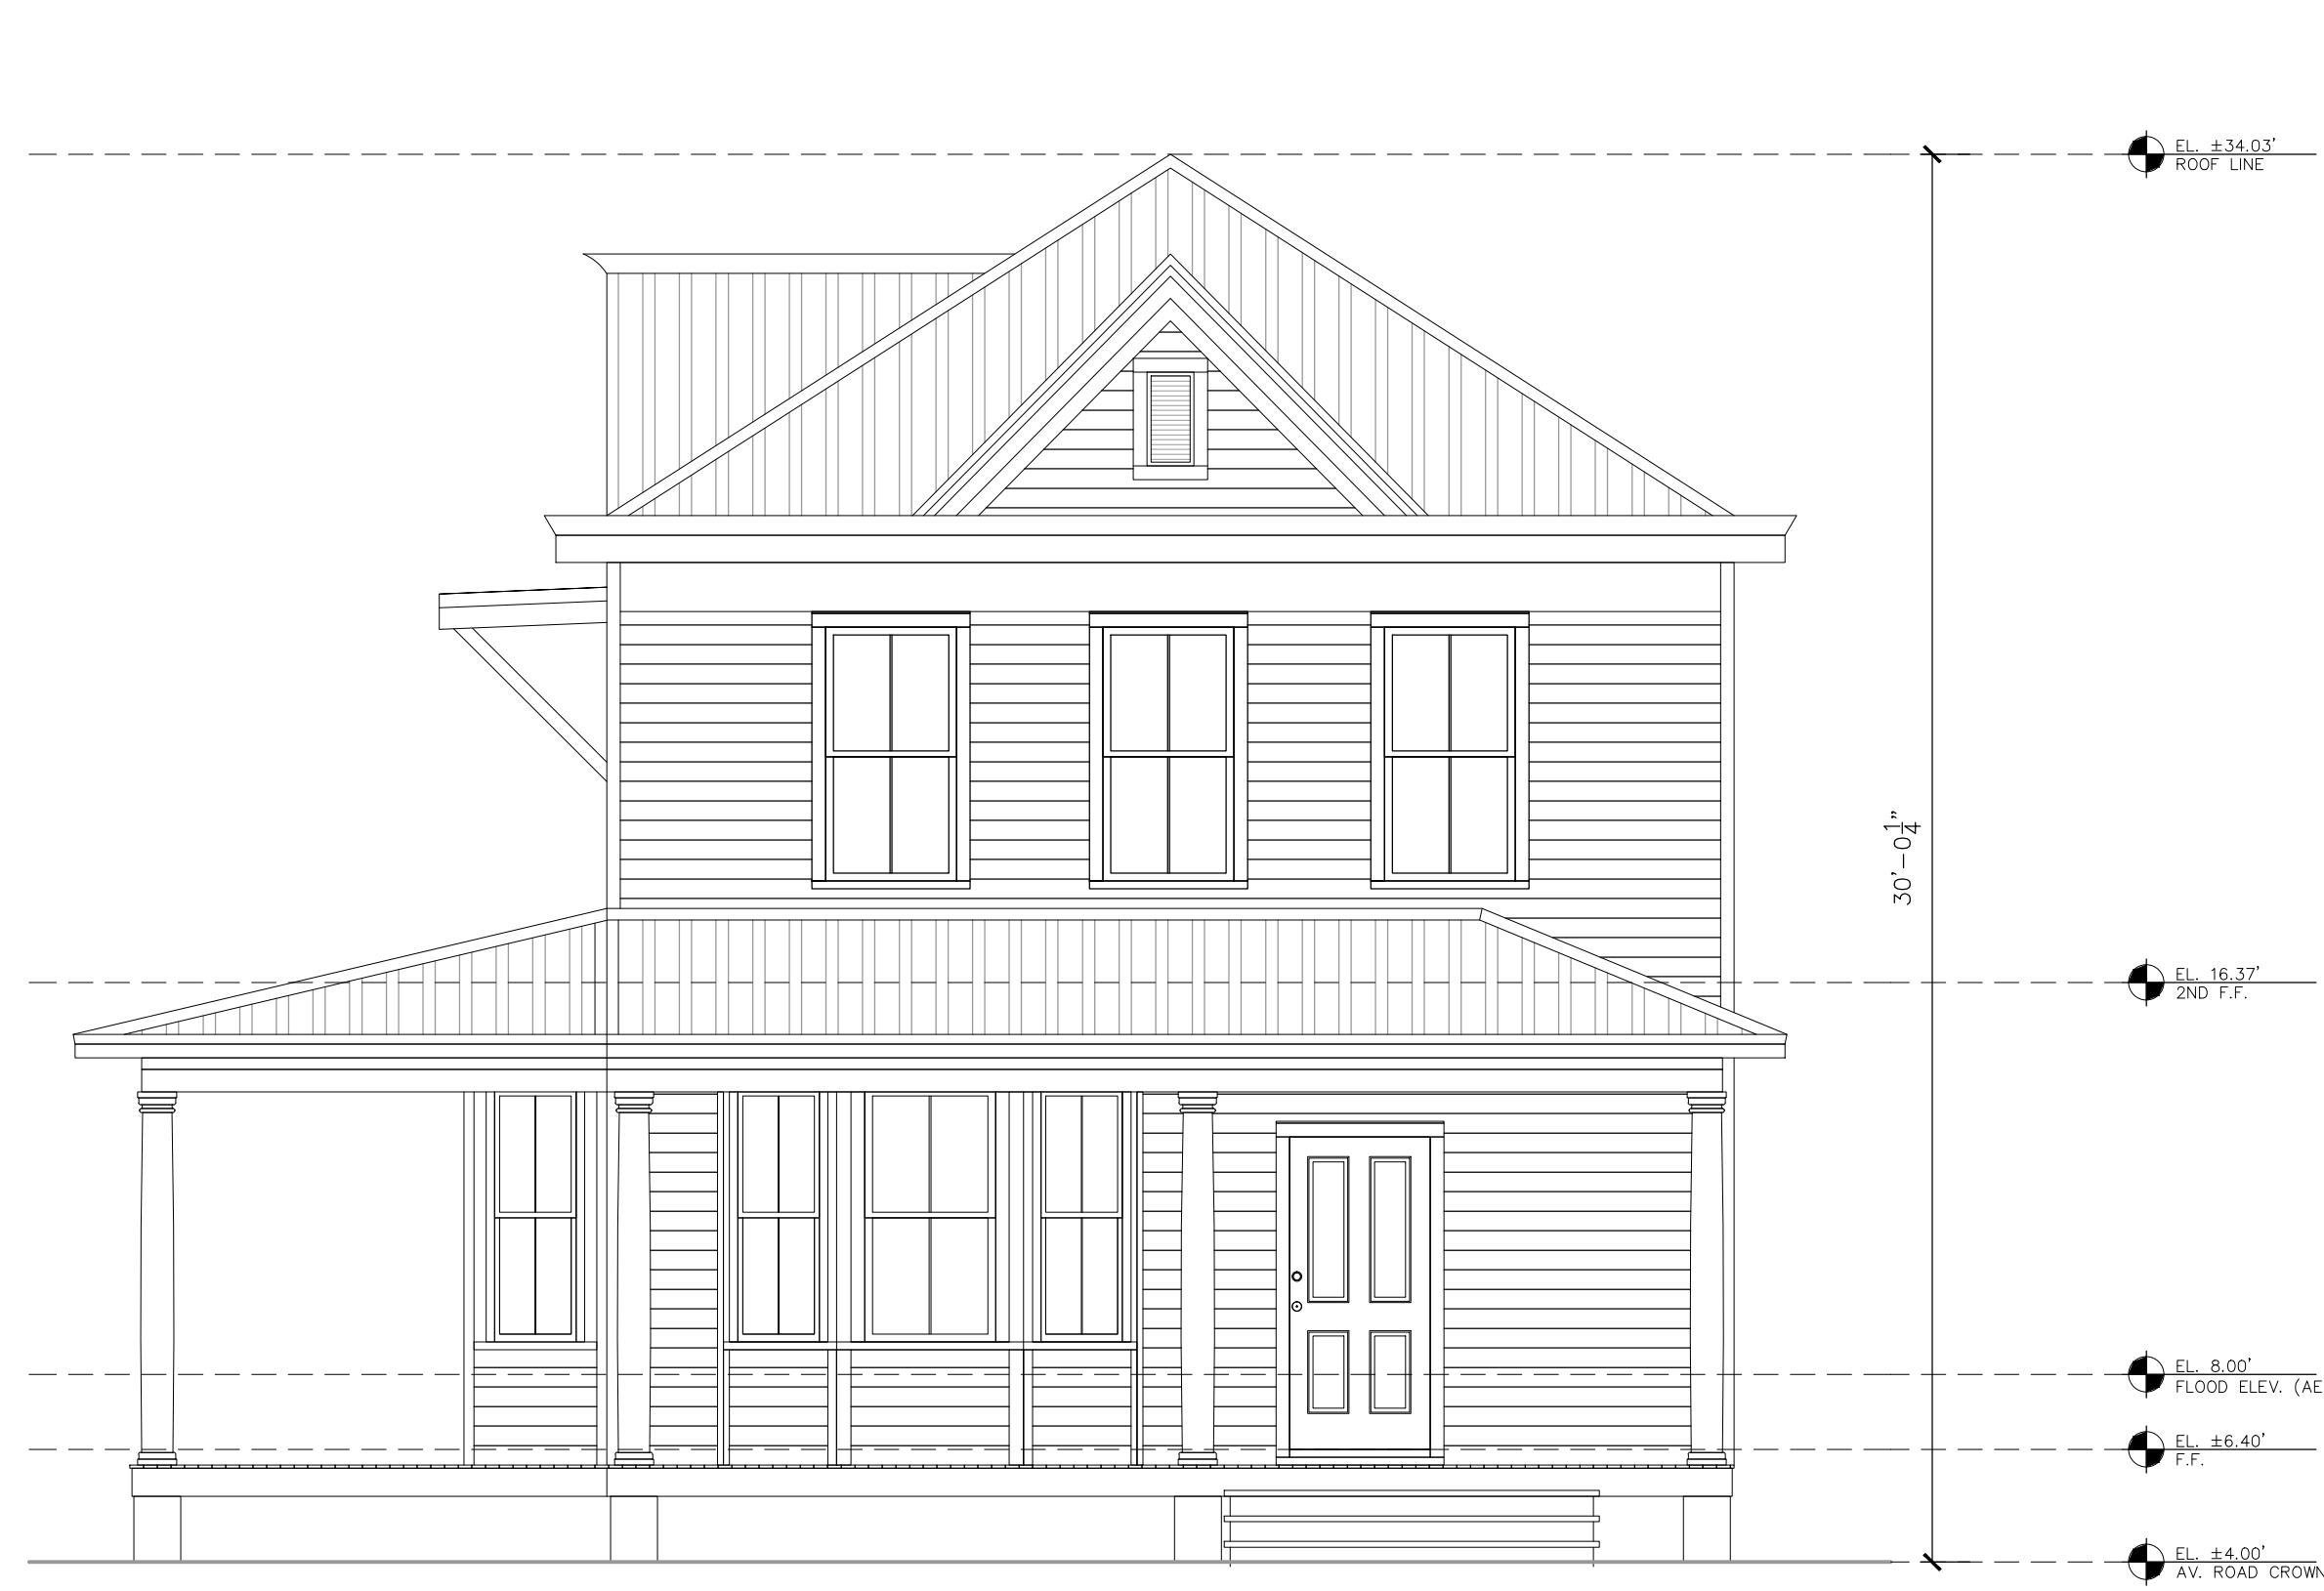 EL. ±34.03'
ROOF LINE
30'-0 1/4"
EL. 16.37'
2ND F.F.
EL. 8.00'
FLOOD ELEV. (AE
EL. ±6.40'
F.F.
EL. ±4.00'
AV. ROAD CROWN